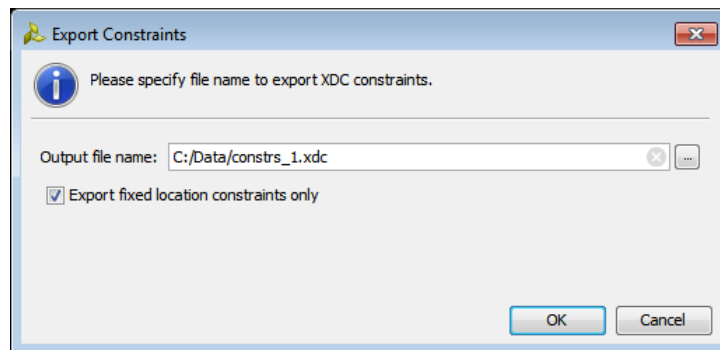 Export Constraints
Please specify file name to export XDC constraints.
Output file name: C:/Data/constrs_1.xdc ...
Export fixed location constraints only
OK Cancel